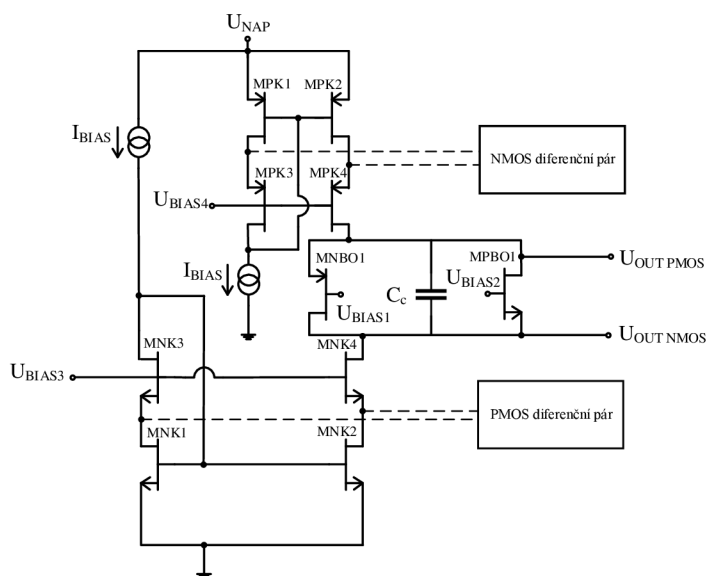 U_NAP
MPK1
MPK2
I_BIAS
NMOS diferenční pár
MPK3
MPK4
U_BIAS4
MNBO1
MPBO1
U_OUT PMOS
I_BIAS
U_BIAS2
C_c
U_BIAS1
U_OUT NMOS
MNK3
MNK4
U_BIAS3
PMOS diferenční pár
MNK1
MNK2